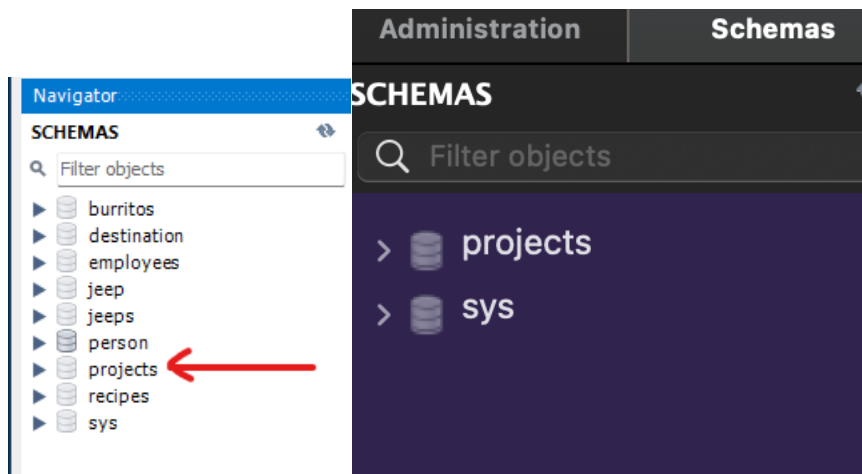 Navigator
SCHEMAS
Filter objects
burritos
destination
employees
jeep
jeeps
person
projects
recipes
sys
Administration
Schemas
SCHEMAS
Filter objects
projects
sys